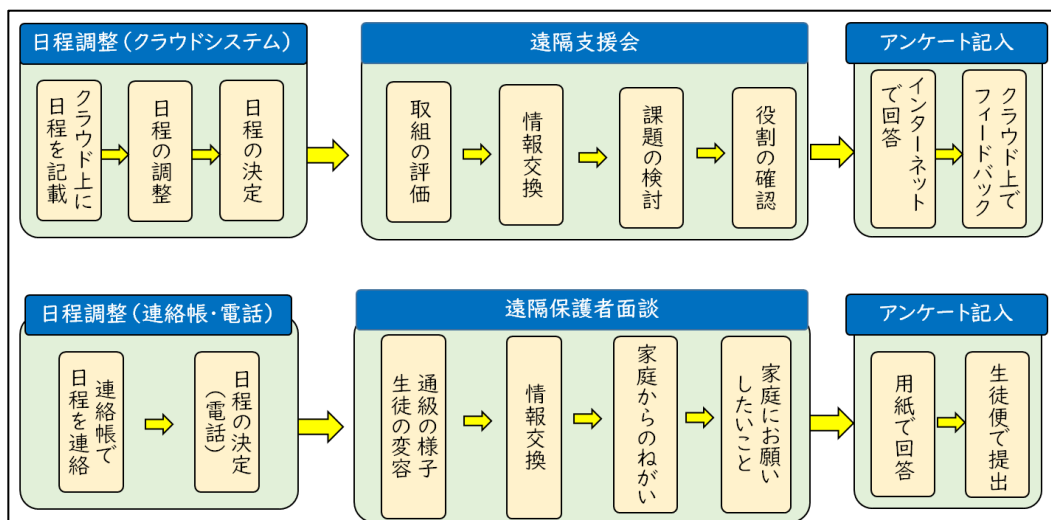 日程調整（クラウドシステム）
クラウド上に
日程を記載
日程の調整
日程の決定
遠隔支援会
取組の評価
情報交換
課題の検討
役割の確認
アンケート記入
インターネット
で回答
クラウド上で
フィードバック
日程調整（連絡帳・電話）
連絡帳で
日程を連絡
日程の決定
（電話）
遠隔保護者面談
通級の様子
生徒の変容
情報交換
家庭からのねがい
家庭にお願い
したいこと
アンケート記入
用紙で回答
生徒便で提出